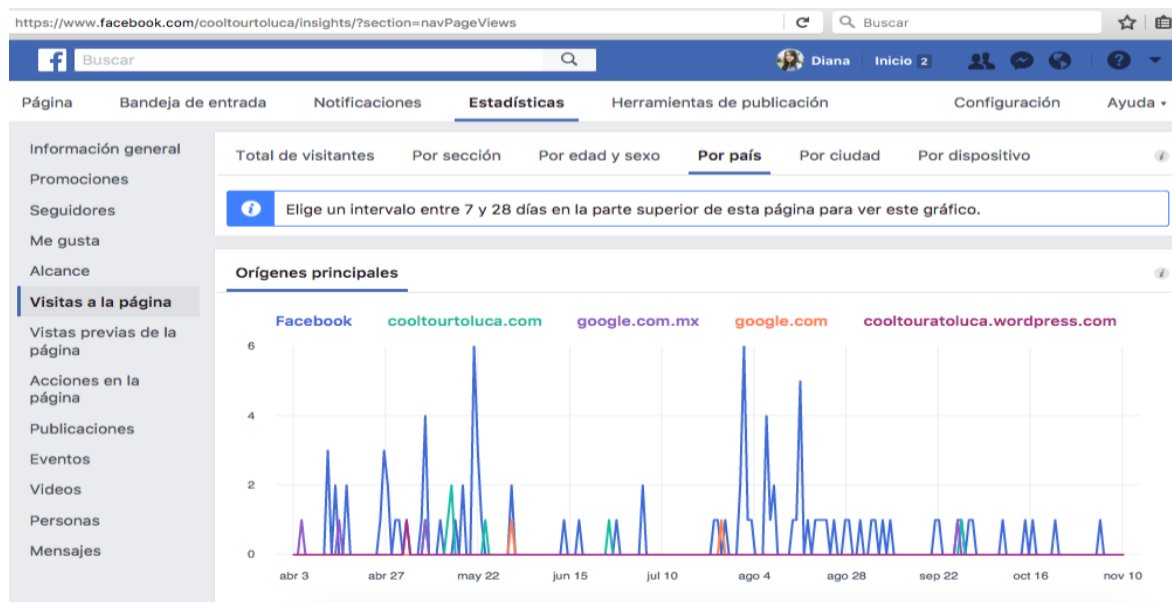 https://www.facebook.com/cooltourtoluca/insights/?section=navPageViews
Buscar
Buscar
Diana
Inicio 2
Página
Bandeja de entrada
Notificaciones
Estadísticas
Herramientas de publicación
Configuración
Ayuda
Información general
Promociones
Seguidores
Me gusta
Alcance
Visitas a la página
Vistas previas de la
página
Acciones en la
página
Publicaciones
Eventos
Videos
Personas
Mensajes
Total de visitantes
Por sección
Por edad y sexo
Por país
Por ciudad
Por dispositivo
Elige un intervalo entre 7 y 28 días en la parte superior de esta página para ver este gráfico.
Orígenes principales
Facebook
cooltourtoluca.com
google.com.mx
google.com
cooltouratoluca.wordpress.com
6
4
2
0
abr 3
abr 27
may 22
jun 15
jul 10
ago 4
ago 28
sep 22
oct 16
nov 10